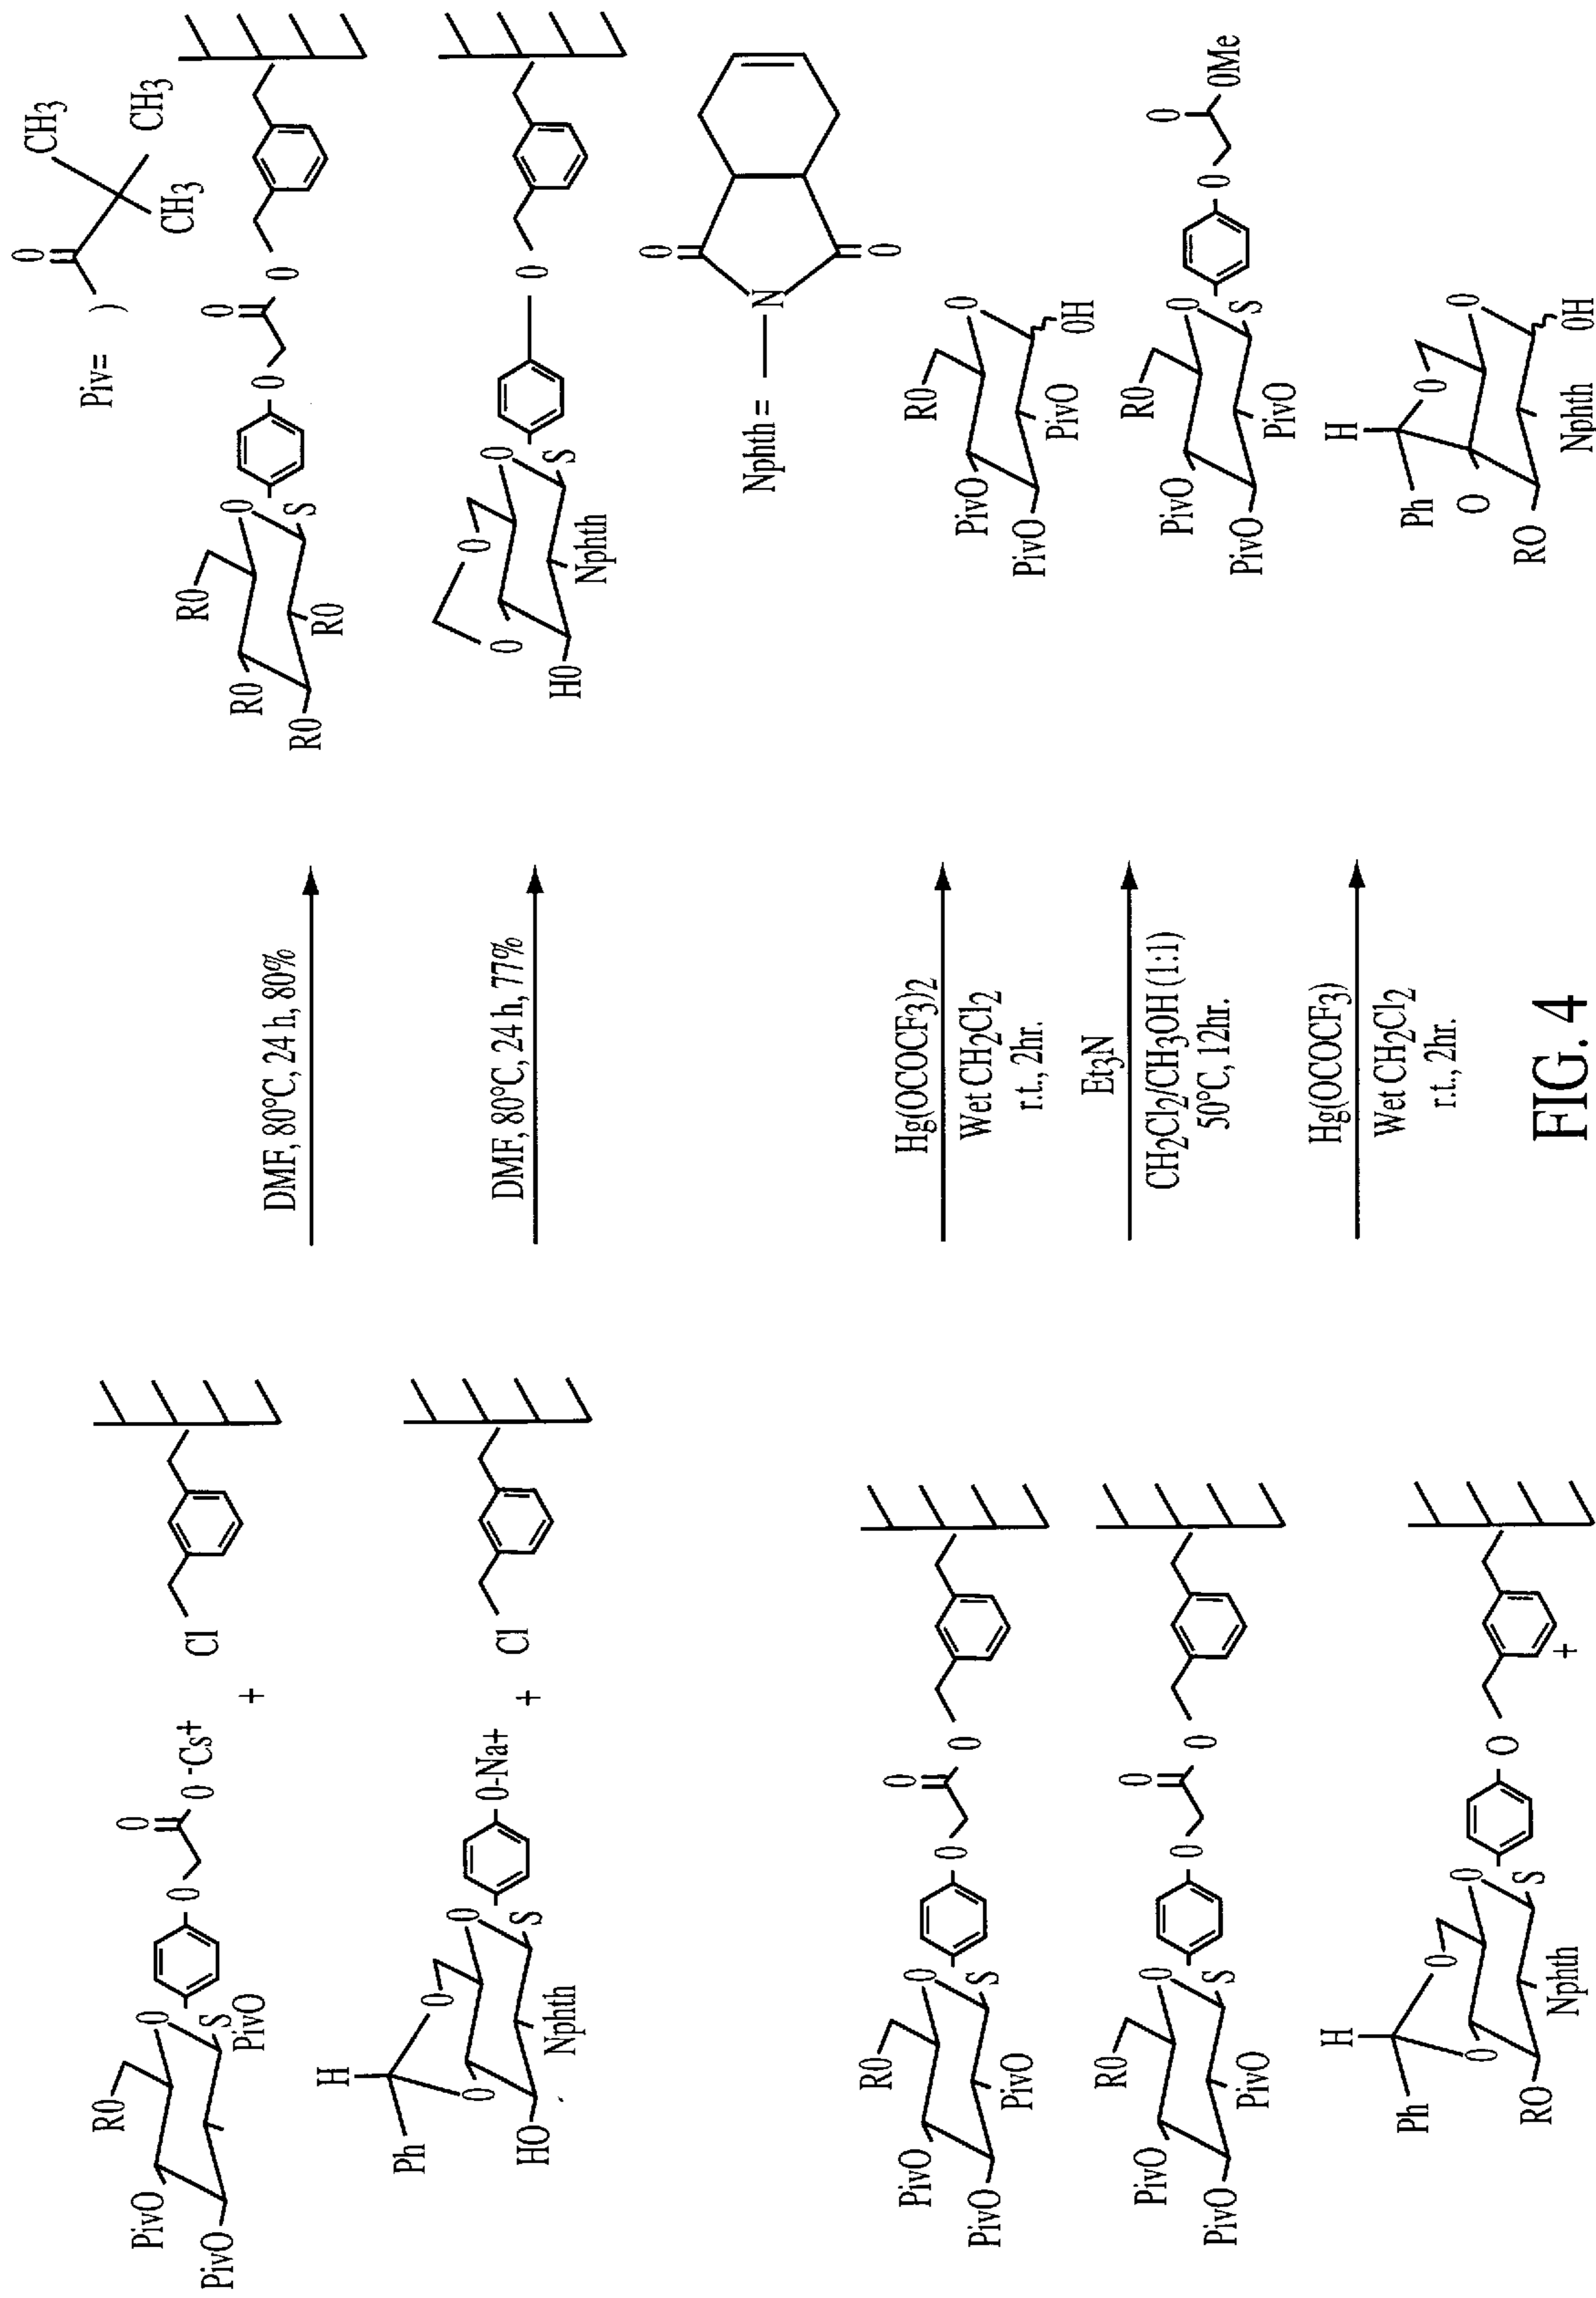 PivO
PivO
RO
O
S
PivO
O
O
O-Cs+
+
Cl
DMF, 80°C, 24 h, 80%
RO
RO
RO
RO
O
S
O
O
O
Piv=
)
O
CH3
CH3
CH3
Ph
H
HO
O
O
O
Nphth
S
O-Na+
+
Cl
DMF, 80°C, 24 h, 77%
HO
O
O
O
Nphth
S
O
Nphth =
N
O
O
PivO
PivO
RO
PivO
O
S
O
O
O
Hg(OCOCF3)2
Wet CH2Cl2
r.t., 2hr.
PivO
PivO
RO
PivO
O
OH
PivO
PivO
RO
PivO
O
S
O
O
O
Et3N
CH2Cl2/CH3OH (1:1)
50°C, 12hr.
PivO
PivO
RO
PivO
O
S
O
O
OMe
Ph
H
RO
O
O
O
Nphth
S
O
+
Hg(OCOCF3)
Wet CH2Cl2
r.t., 2hr.
Ph
H
RO
O
O
O
Nphth
OH
FIG. 4